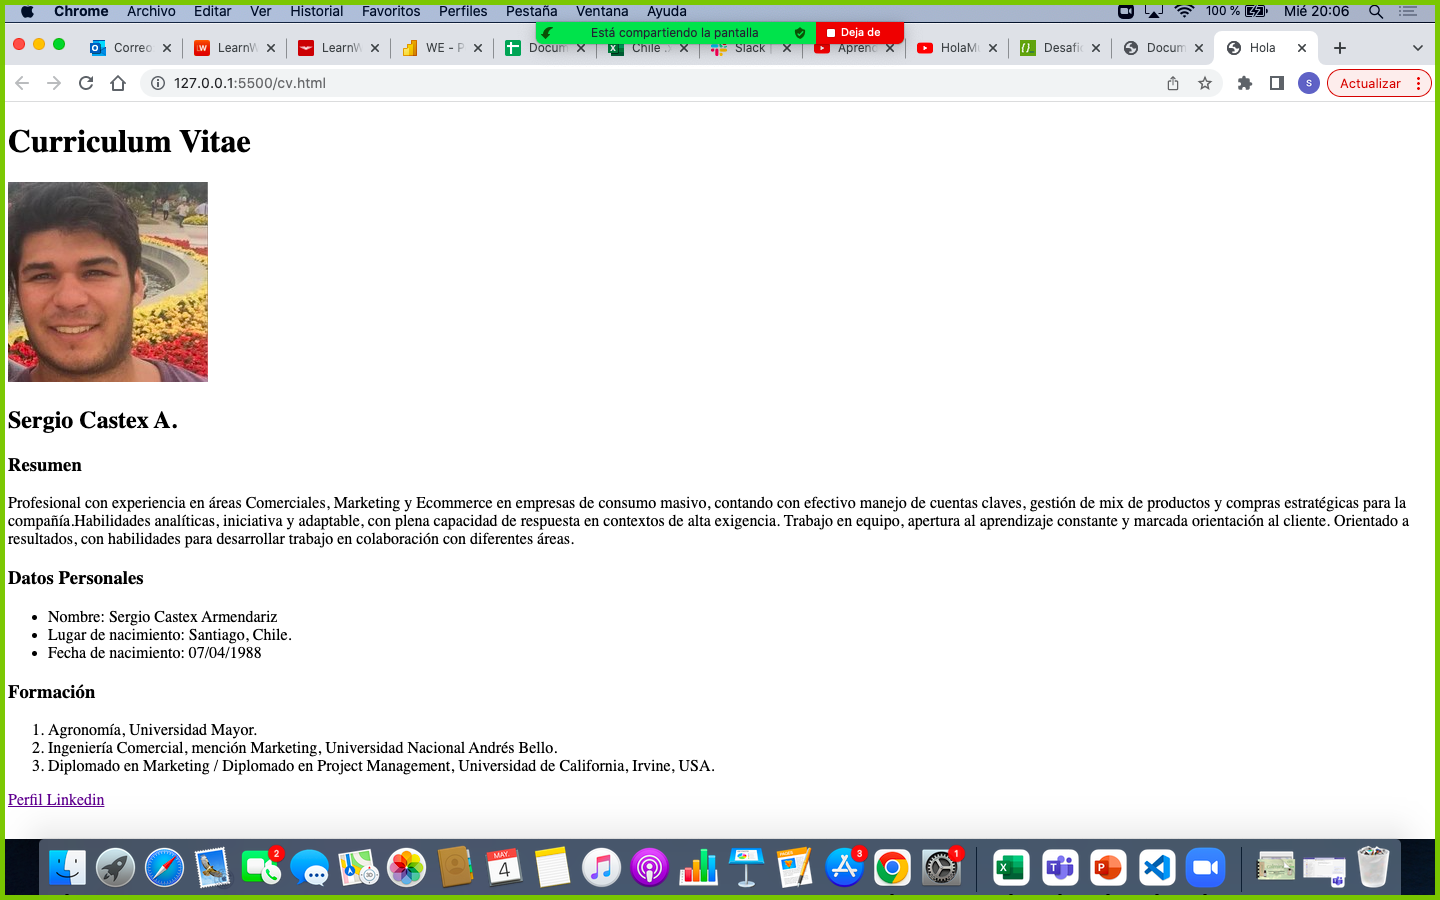 Chrome Archivo Editar Ver Historial Favoritos Perfiles Pestaña Ventana Ayuda 100 % Mié 20:06
Está compartiendo la pantalla Deja de
Correo LearnW LearnW WE - P Docum Chile Slack Aprend HolaM Desafí Docum Hola
127.0.0.1:5500/cv.html S Actualizar
Curriculum Vitae
Sergio Castex A.
Resumen
Profesional con experiencia en áreas Comerciales, Marketing y Ecommerce en empresas de consumo masivo, contando con efectivo manejo de cuentas claves, gestión de mix de productos y compras estratégicas para la
compañía.Habilidades analíticas, iniciativa y adaptable, con plena capacidad de respuesta en contextos de alta exigencia. Trabajo en equipo, apertura al aprendizaje constante y marcada orientación al cliente. Orientado a
resultados, con habilidades para desarrollar trabajo en colaboración con diferentes áreas.
Datos Personales
• Nombre: Sergio Castex Armendariz
• Lugar de nacimiento: Santiago, Chile.
• Fecha de nacimiento: 07/04/1988
Formación
1. Agronomía, Universidad Mayor.
2. Ingeniería Comercial, mención Marketing, Universidad Nacional Andrés Bello.
3. Diplomado en Marketing / Diplomado en Project Management, Universidad de California, Irvine, USA.
Perfil Linkedin
2 MAY. 4 3 1